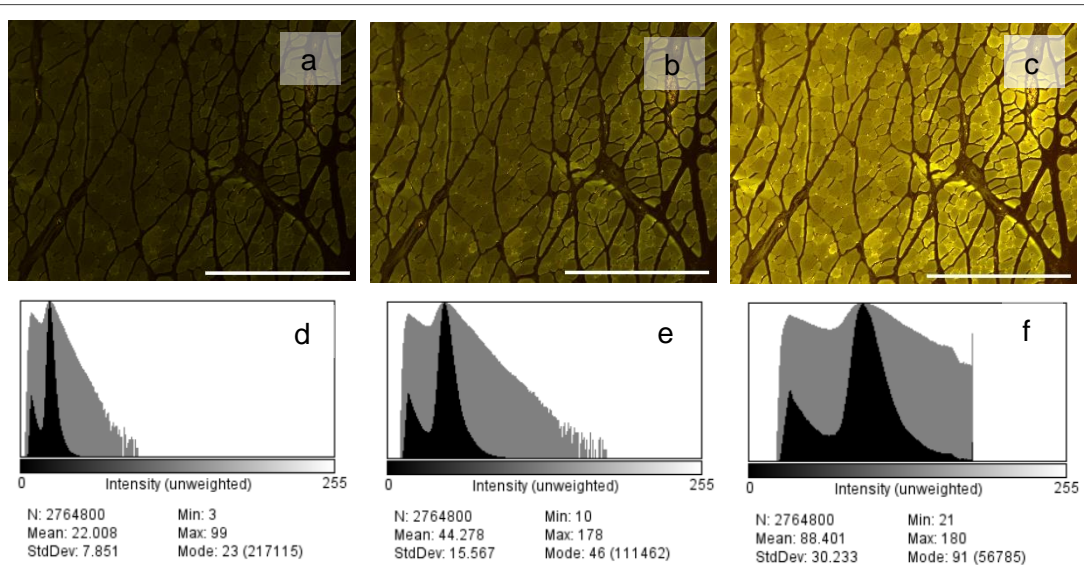 a
b
c
d
e
f
0
Intensity (unweighted)
255
0
Intensity (unweighted)
255
0
Intensity (unweighted)
255
N: 2764800
Min: 3
Mean: 22.008
Max: 99
StdDev: 7.851
Mode: 23 (217115)
N: 2764800
Min: 10
Mean: 44.278
Max: 178
StdDev: 15.567
Mode: 46 (111462)
N: 2764800
Min: 21
Mean: 88.401
Max: 180
StdDev: 30.233
Mode: 91 (56785)